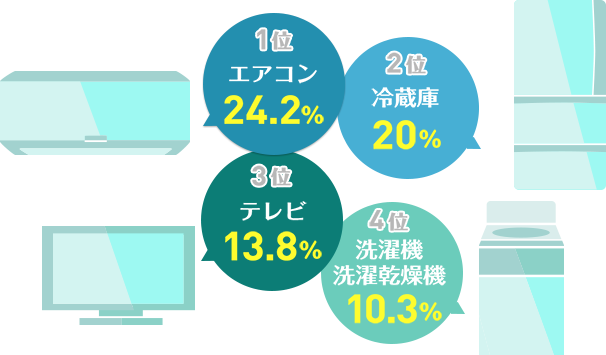 1位
エアコン
24.2%
2位
冷蔵庫
20%
3位
テレビ
13.8%
4位
洗濯機
洗濯乾燥機
10.3%